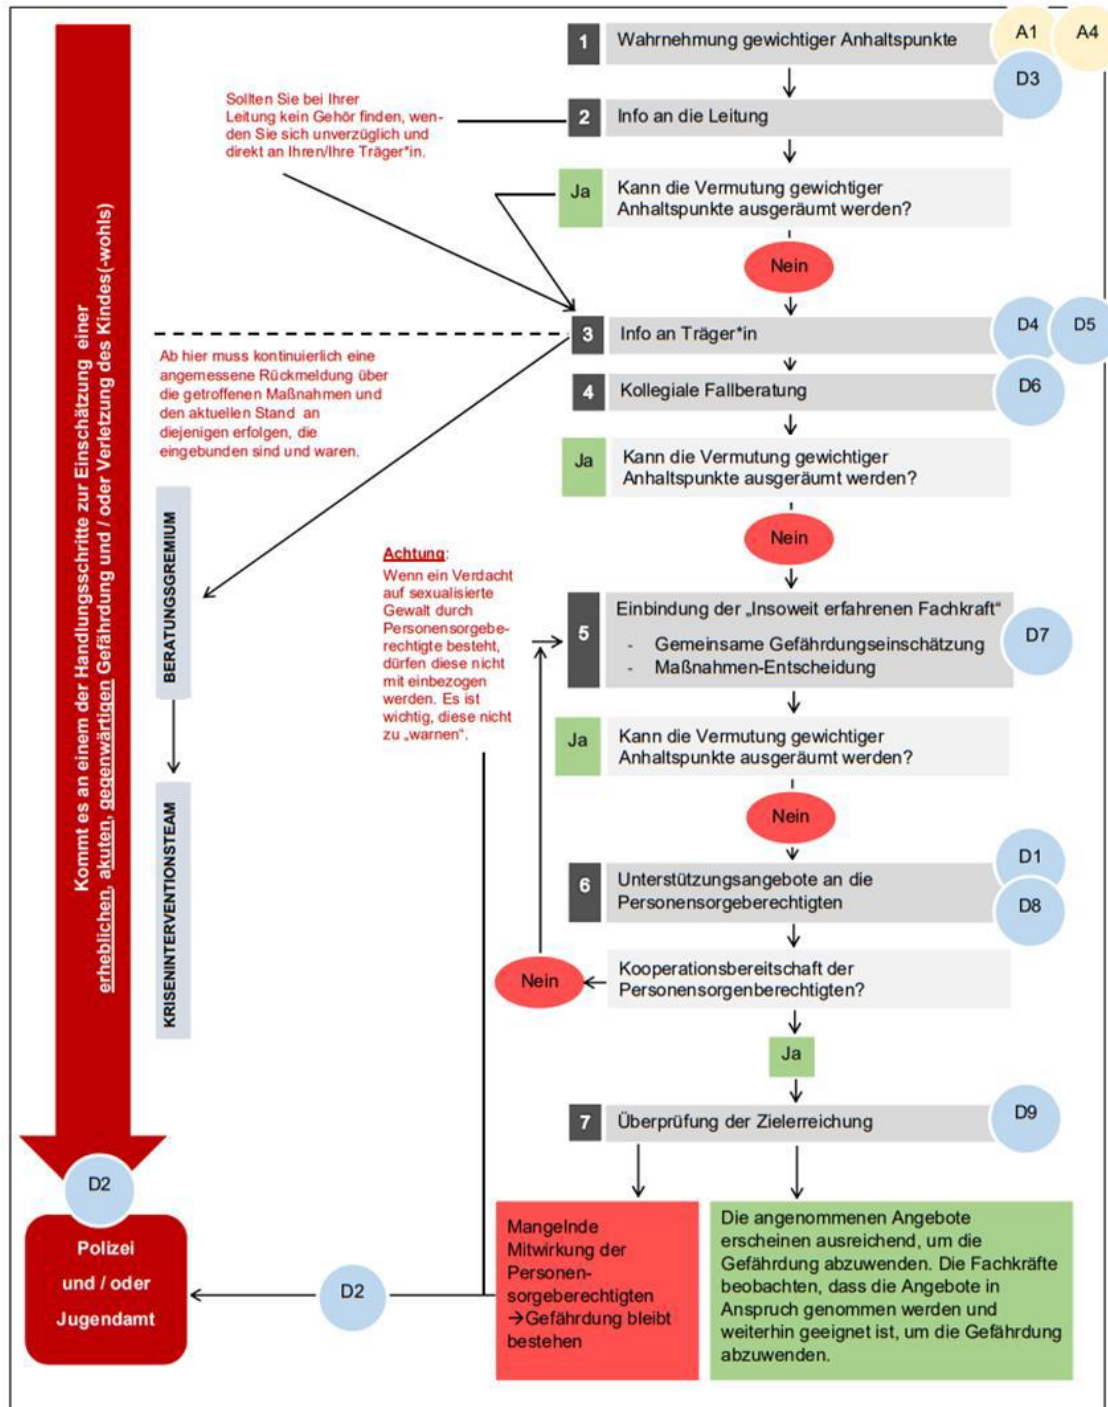 1
Wahrnehmung gewichtiger Anhaltspunkte
A1
A4
D3
Sollten Sie bei Ihrer
Leitung kein Gehör finden, wen-
den Sie sich unverzüglich und
direkt an Ihren/Ihre Träger*in.
2
Info an die Leitung
Ja
Kann die Vermutung gewichtiger
Anhaltspunkte ausgeräumt werden?
Nein
3
Info an Träger*in
D4
D5
Ab hier muss kontinuierlich eine
angemessene Rückmeldung über
die getroffenen Maßnahmen und
den aktuellen Stand an
diejenigen erfolgen, die
eingebunden sind und waren.
4
Kollegiale Fallberatung
D6
Ja
Kann die Vermutung gewichtiger
Anhaltspunkte ausgeräumt werden?
Nein
Kommt es an einem der Handlungsschritte zur Einschätzung einer
erheblichen, akuten, gegenwärtigen Gefährdung und / oder Verletzung des Kindes(-wohls)
BERATUNGSGREMIUM
KRISENINTERVENTIONSTEAM
Achtung:
Wenn ein Verdacht
auf sexualisierte
Gewalt durch
Personensorgebe-
rechtigte besteht,
dürfen diese nicht
mit einbezogen
werden. Es ist
wichtig, diese nicht
zu „warnen“.
5
Einbindung der „Insoweit erfahrenen Fachkraft“
- Gemeinsame Gefährdungseinschätzung
- Maßnahmen-Entscheidung
D7
Ja
Kann die Vermutung gewichtiger
Anhaltspunkte ausgeräumt werden?
Nein
6
Unterstützungsangebote an die
Personensorgeberechtigten
D1
D8
Nein
Kooperationsbereitschaft der
Personensorgenberechtigten?
Ja
7
Überprüfung der Zielerreichung
D9
D2
Polizei
und / oder
Jugendamt
D2
Mangelnde
Mitwirkung der
Personen-
sorgeberechtigten
→Gefährdung bleibt
bestehen
Die angenommenen Angebote
erscheinen ausreichend, um die
Gefährdung abzuwenden. Die Fachkräfte
beobachten, dass die Angebote in
Anspruch genommen werden und
weiterhin geeignet ist, um die Gefährdung
abzuwenden.